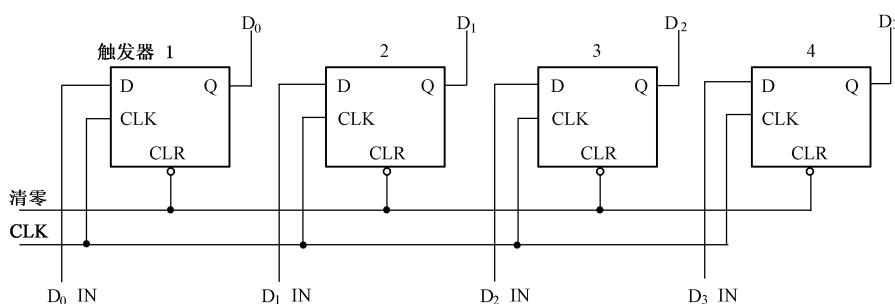 D₀ D₁ D₂ D₃
触发器 1 2 3 4
D Q D Q D Q D Q
CLK CLK CLK CLK
CLR CLR CLR CLR
清零
CLK
D₀ IN D₁ IN D₂ IN D₃ IN